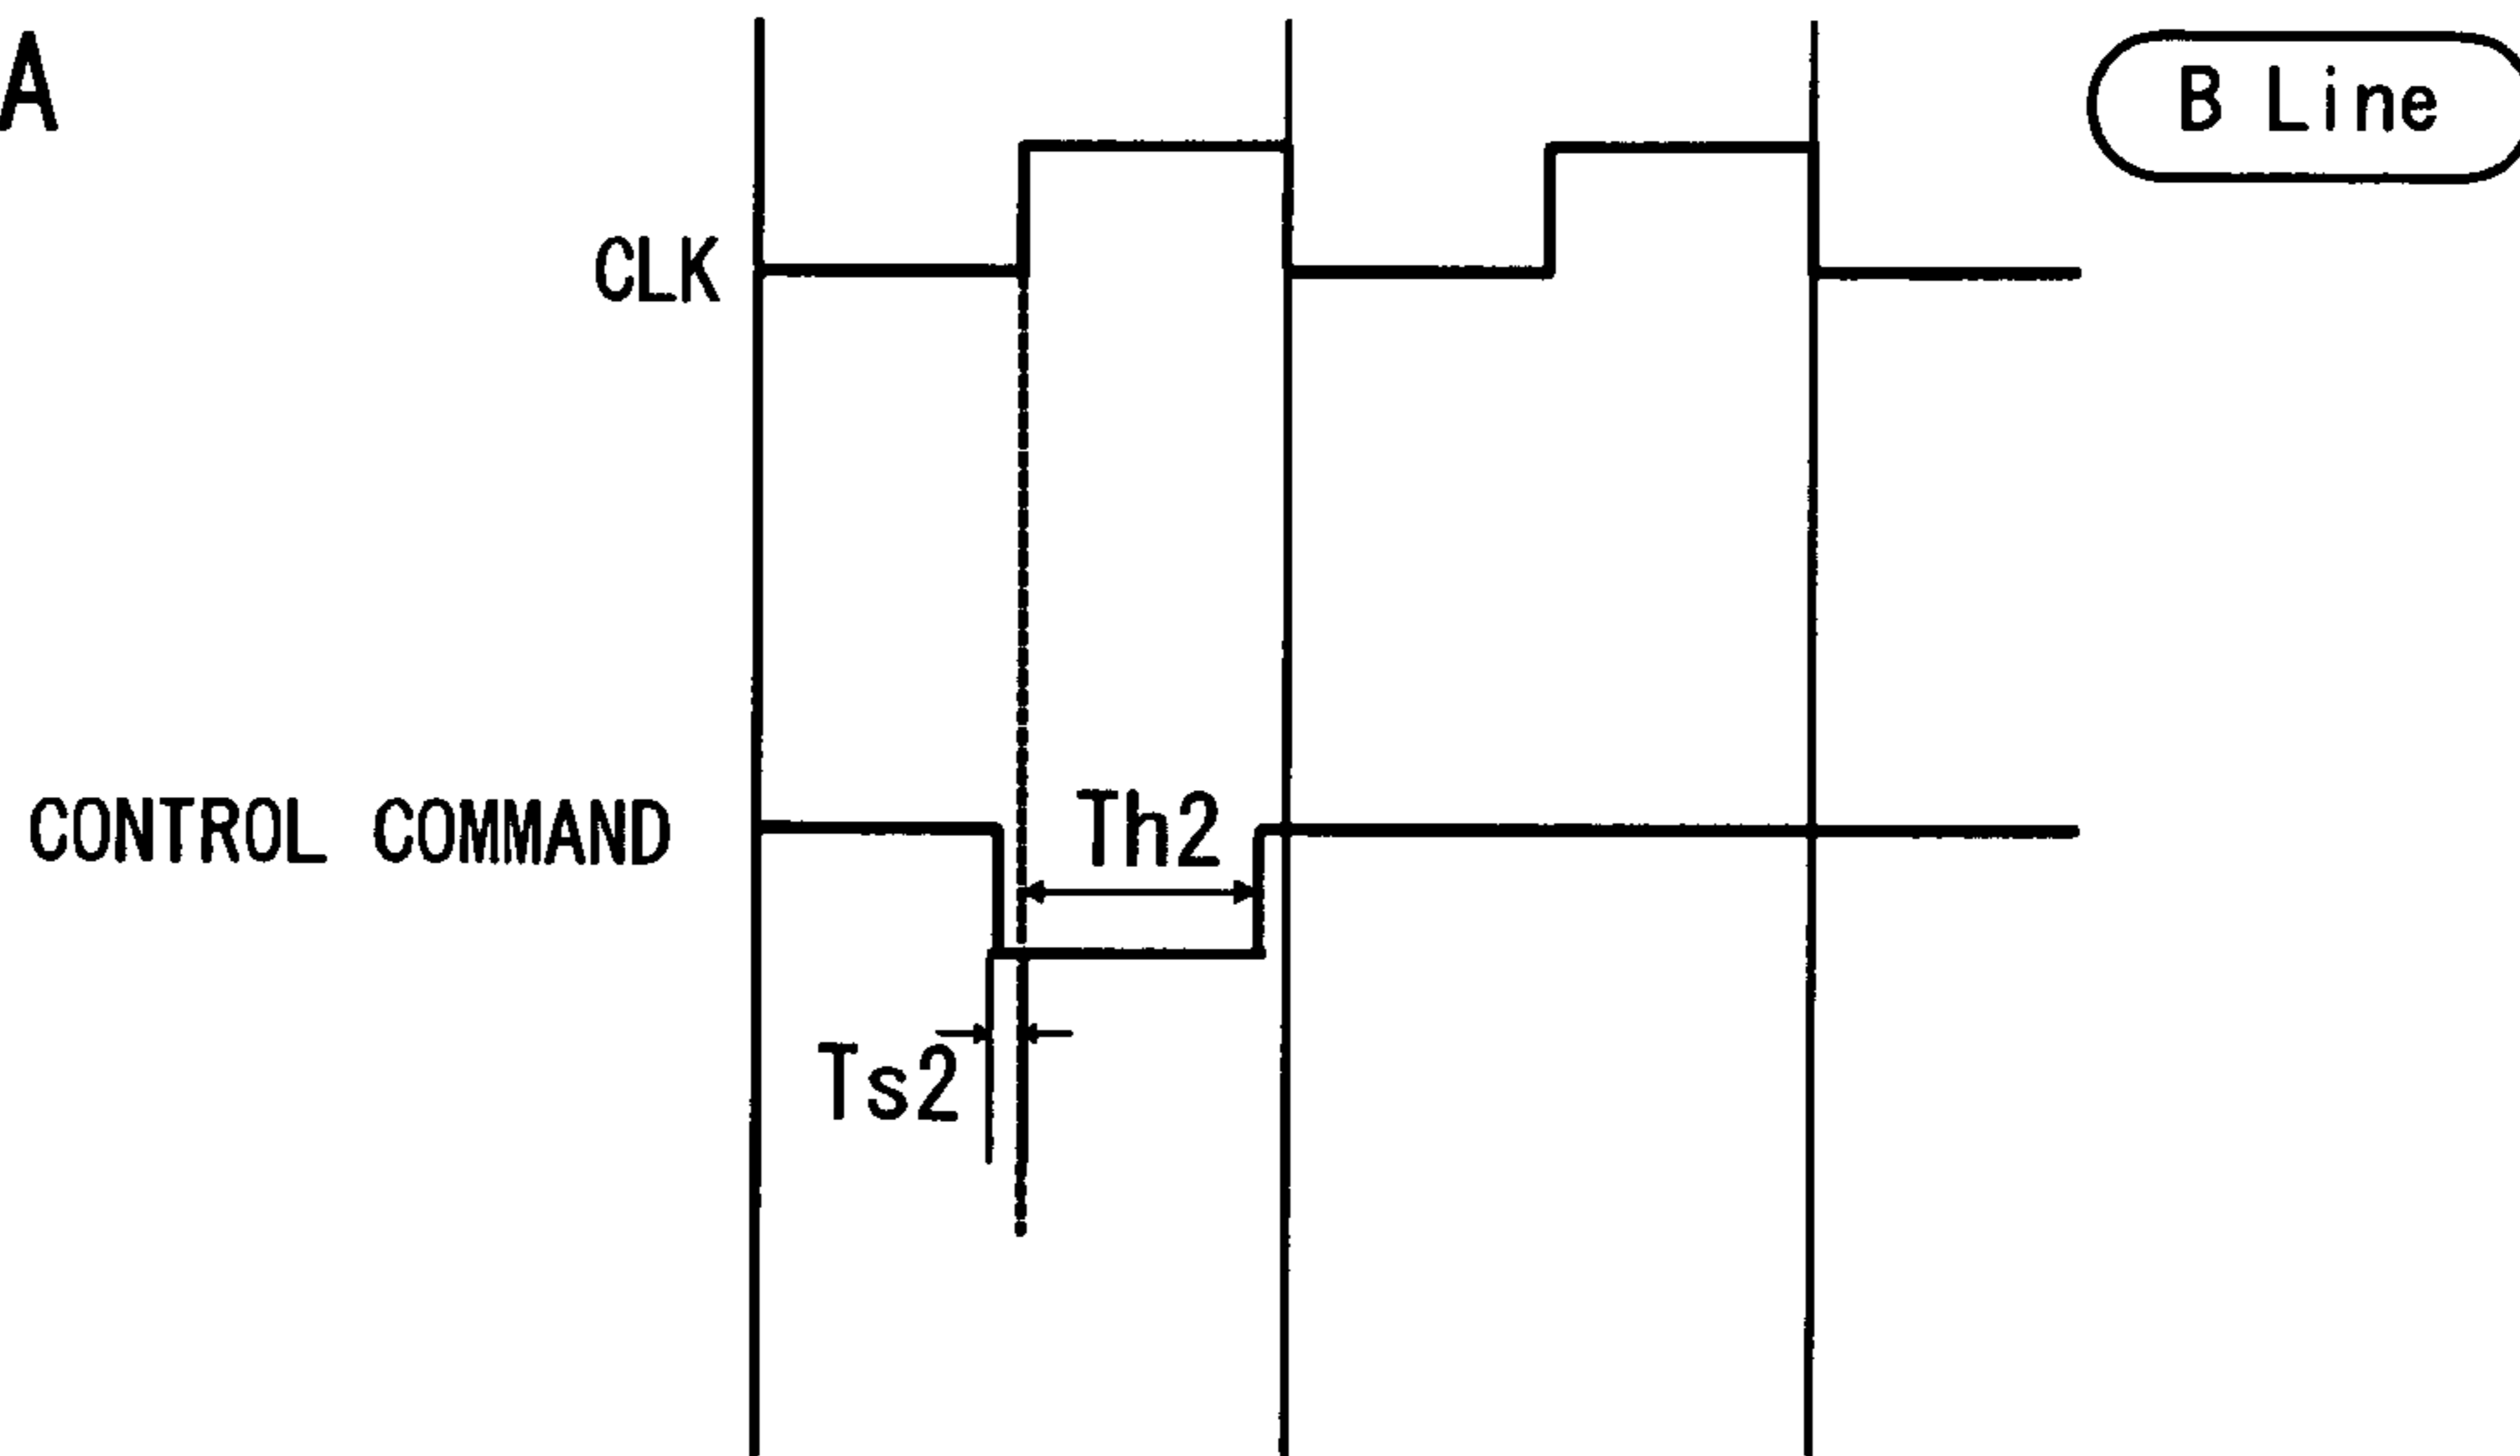 A
B Line
CLK
CONTROL COMMAND
Th2
Ts2